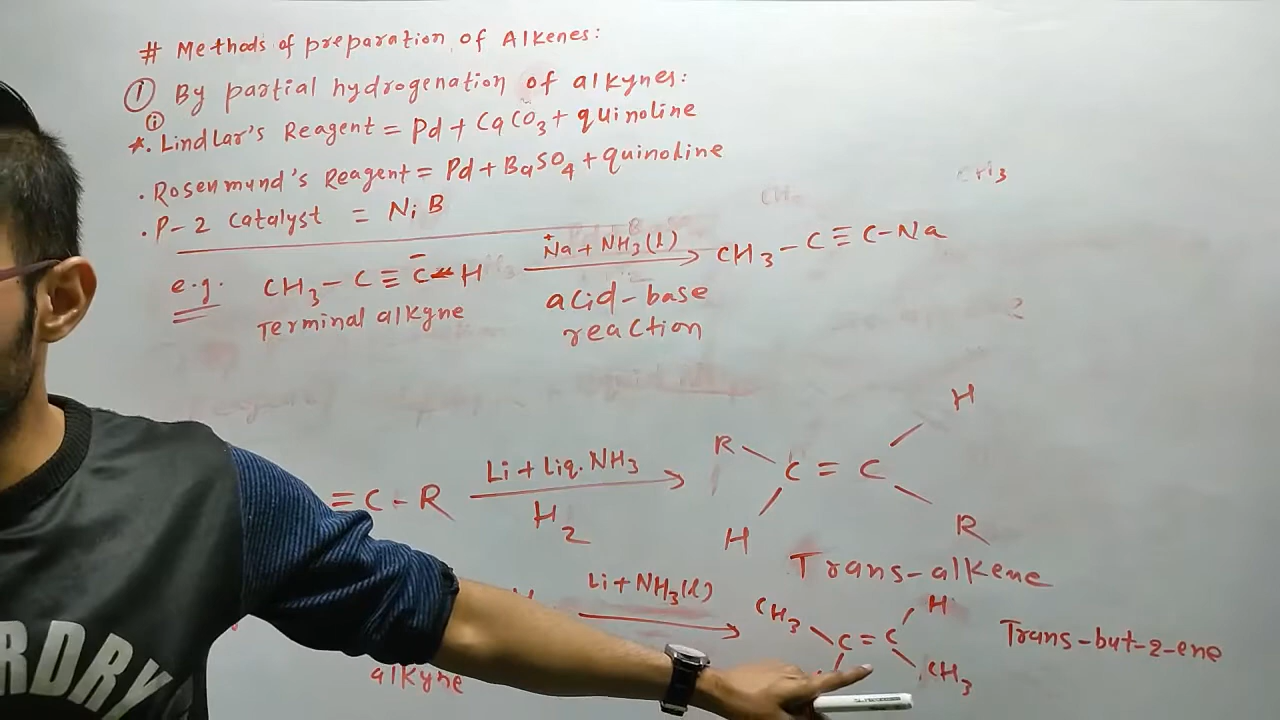 # Methods of preparation of Alkenes:
① By partial hydrogenation of alkynes:
ⓘ
*. Lindlar's Reagent = Pd + CaCO3 + quinoline
. Rosenmund's Reagent = Pd + BaSO4 + quinoline
. P-2 catalyst = NiB
e.g. CH3 - C ≡ C̄ - H Na⁺ + NH3(l) CH3 - C ≡ C - Na
Terminal alkyne acid-base
reaction
H
R C = C
≡ C - R Li + Liq. NH3
H2
H R
Trans-alkene
Li + NH3(l) CH3 C = C H Trans-but-2-ene
CH3
alkyne
RDRY